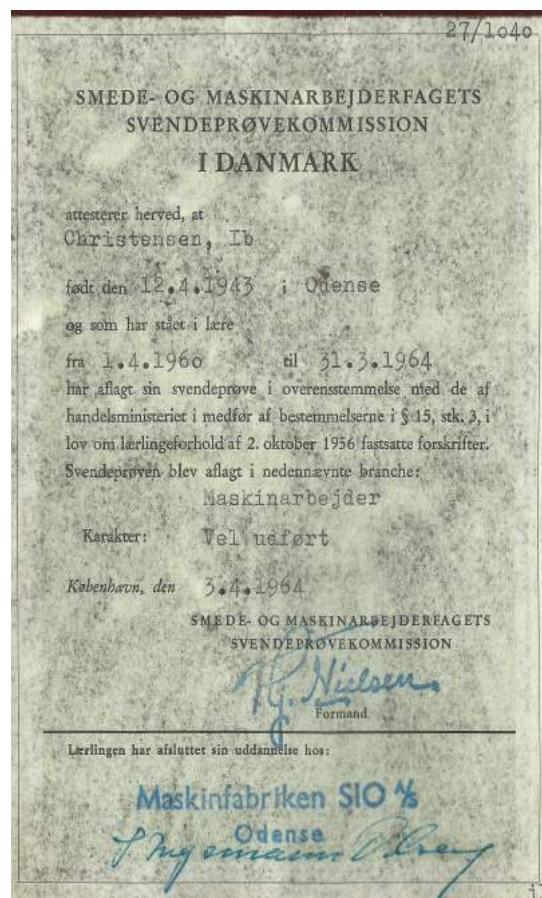 27/1040
SMEDE- OG MASKINARBEJDERFAGETS
SVENDEPRØVEKOMMISSION
I DANMARK
attesterer herved, at
Christensen, Ib
født den 12.4.1943 i Odense
og som har stået i lære
fra 1.4.1960 til 31.3.1964
har aflagt sin svendeprøve i overensstemmelse med de af
handelsministeriet i medfør af bestemmelserne i § 15, stk. 3, i
lov om lærlingeforhold af 2. oktober 1956 fastsatte forskrifter.
Svendeprøven blev aflagt i nedennævnte branche:
Maskinarbejder
Karakter: Vel udført
København, den 3.4.1964
SMEDE- OG MASKINARBEJDERFAGETS
SVENDEPRØVEKOMMISSION
Nielsen
Formand
Lærlingen har afsluttet sin uddannelse hos:
Maskinfabriken SIO A/S
Odense